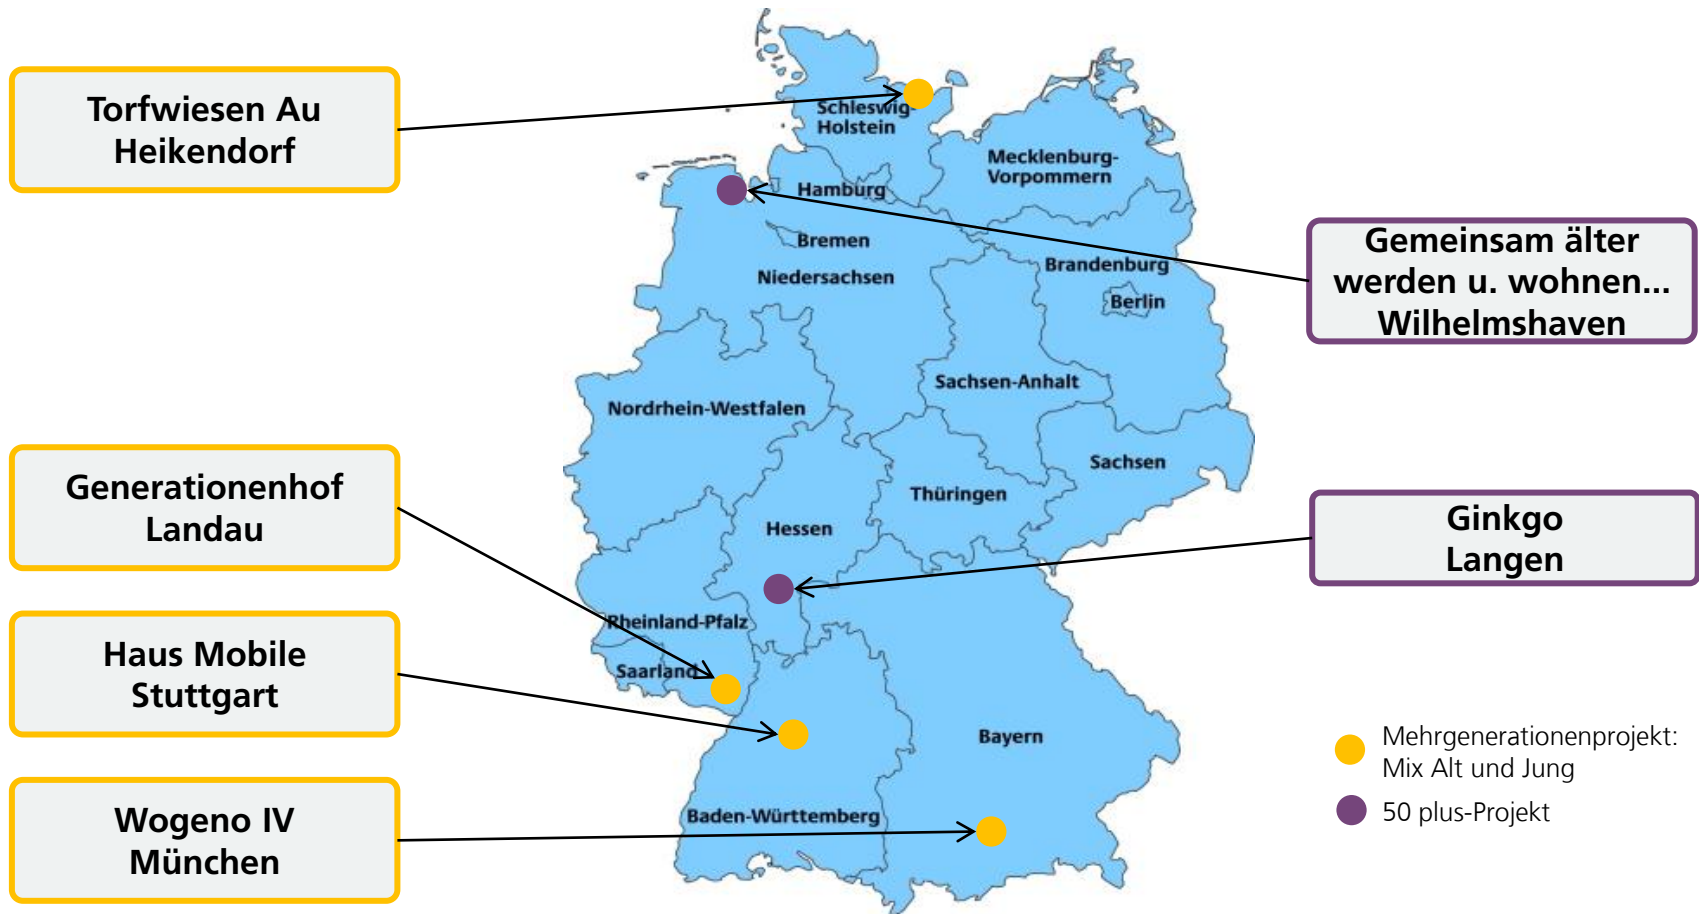 Torfwiesen Au
Heikendorf
Generationenhof
Landau
Haus Mobile
Stuttgart
Wogeno IV
München
Schleswig-
Holstein
Mecklenburg-
Vorpommern
Hamburg
Bremen
Niedersachsen
Brandenburg
Berlin
Sachsen-Anhalt
Nordrhein-Westfalen
Sachsen
Thüringen
Hessen
Rheinland-Pfalz
Saarland
Bayern
Baden-Württemberg
Gemeinsam älter
werden u. wohnen...
Wilhelmshaven
Ginkgo
Langen
Mehrgenerationenprojekt:
Mix Alt und Jung
50 plus-Projekt